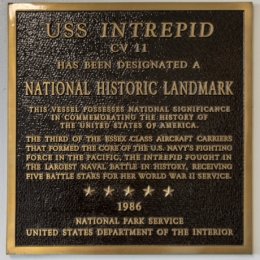 USS INTREPID
CV 11
HAS BEEN DESIGNATED A
NATIONAL HISTORIC LANDMARK
THIS VESSEL POSSESSES NATIONAL SIGNIFICANCE
IN COMMEMORATING THE HISTORY OF
THE UNITED STATES OF AMERICA.
THE THIRD OF THE ESSEX-CLASS AIRCRAFT CARRIERS
THAT FORMED THE CORE OF THE U.S. NAVY'S FIGHTING
FORCE IN THE PACIFIC, THE INTREPID FOUGHT IN
THE LARGEST NAVAL BATTLE IN HISTORY, RECEIVING
FIVE BATTLE STARS FOR HER WORLD WAR II SERVICE.
1986
NATIONAL PARK SERVICE
UNITED STATES DEPARTMENT OF THE INTERIOR